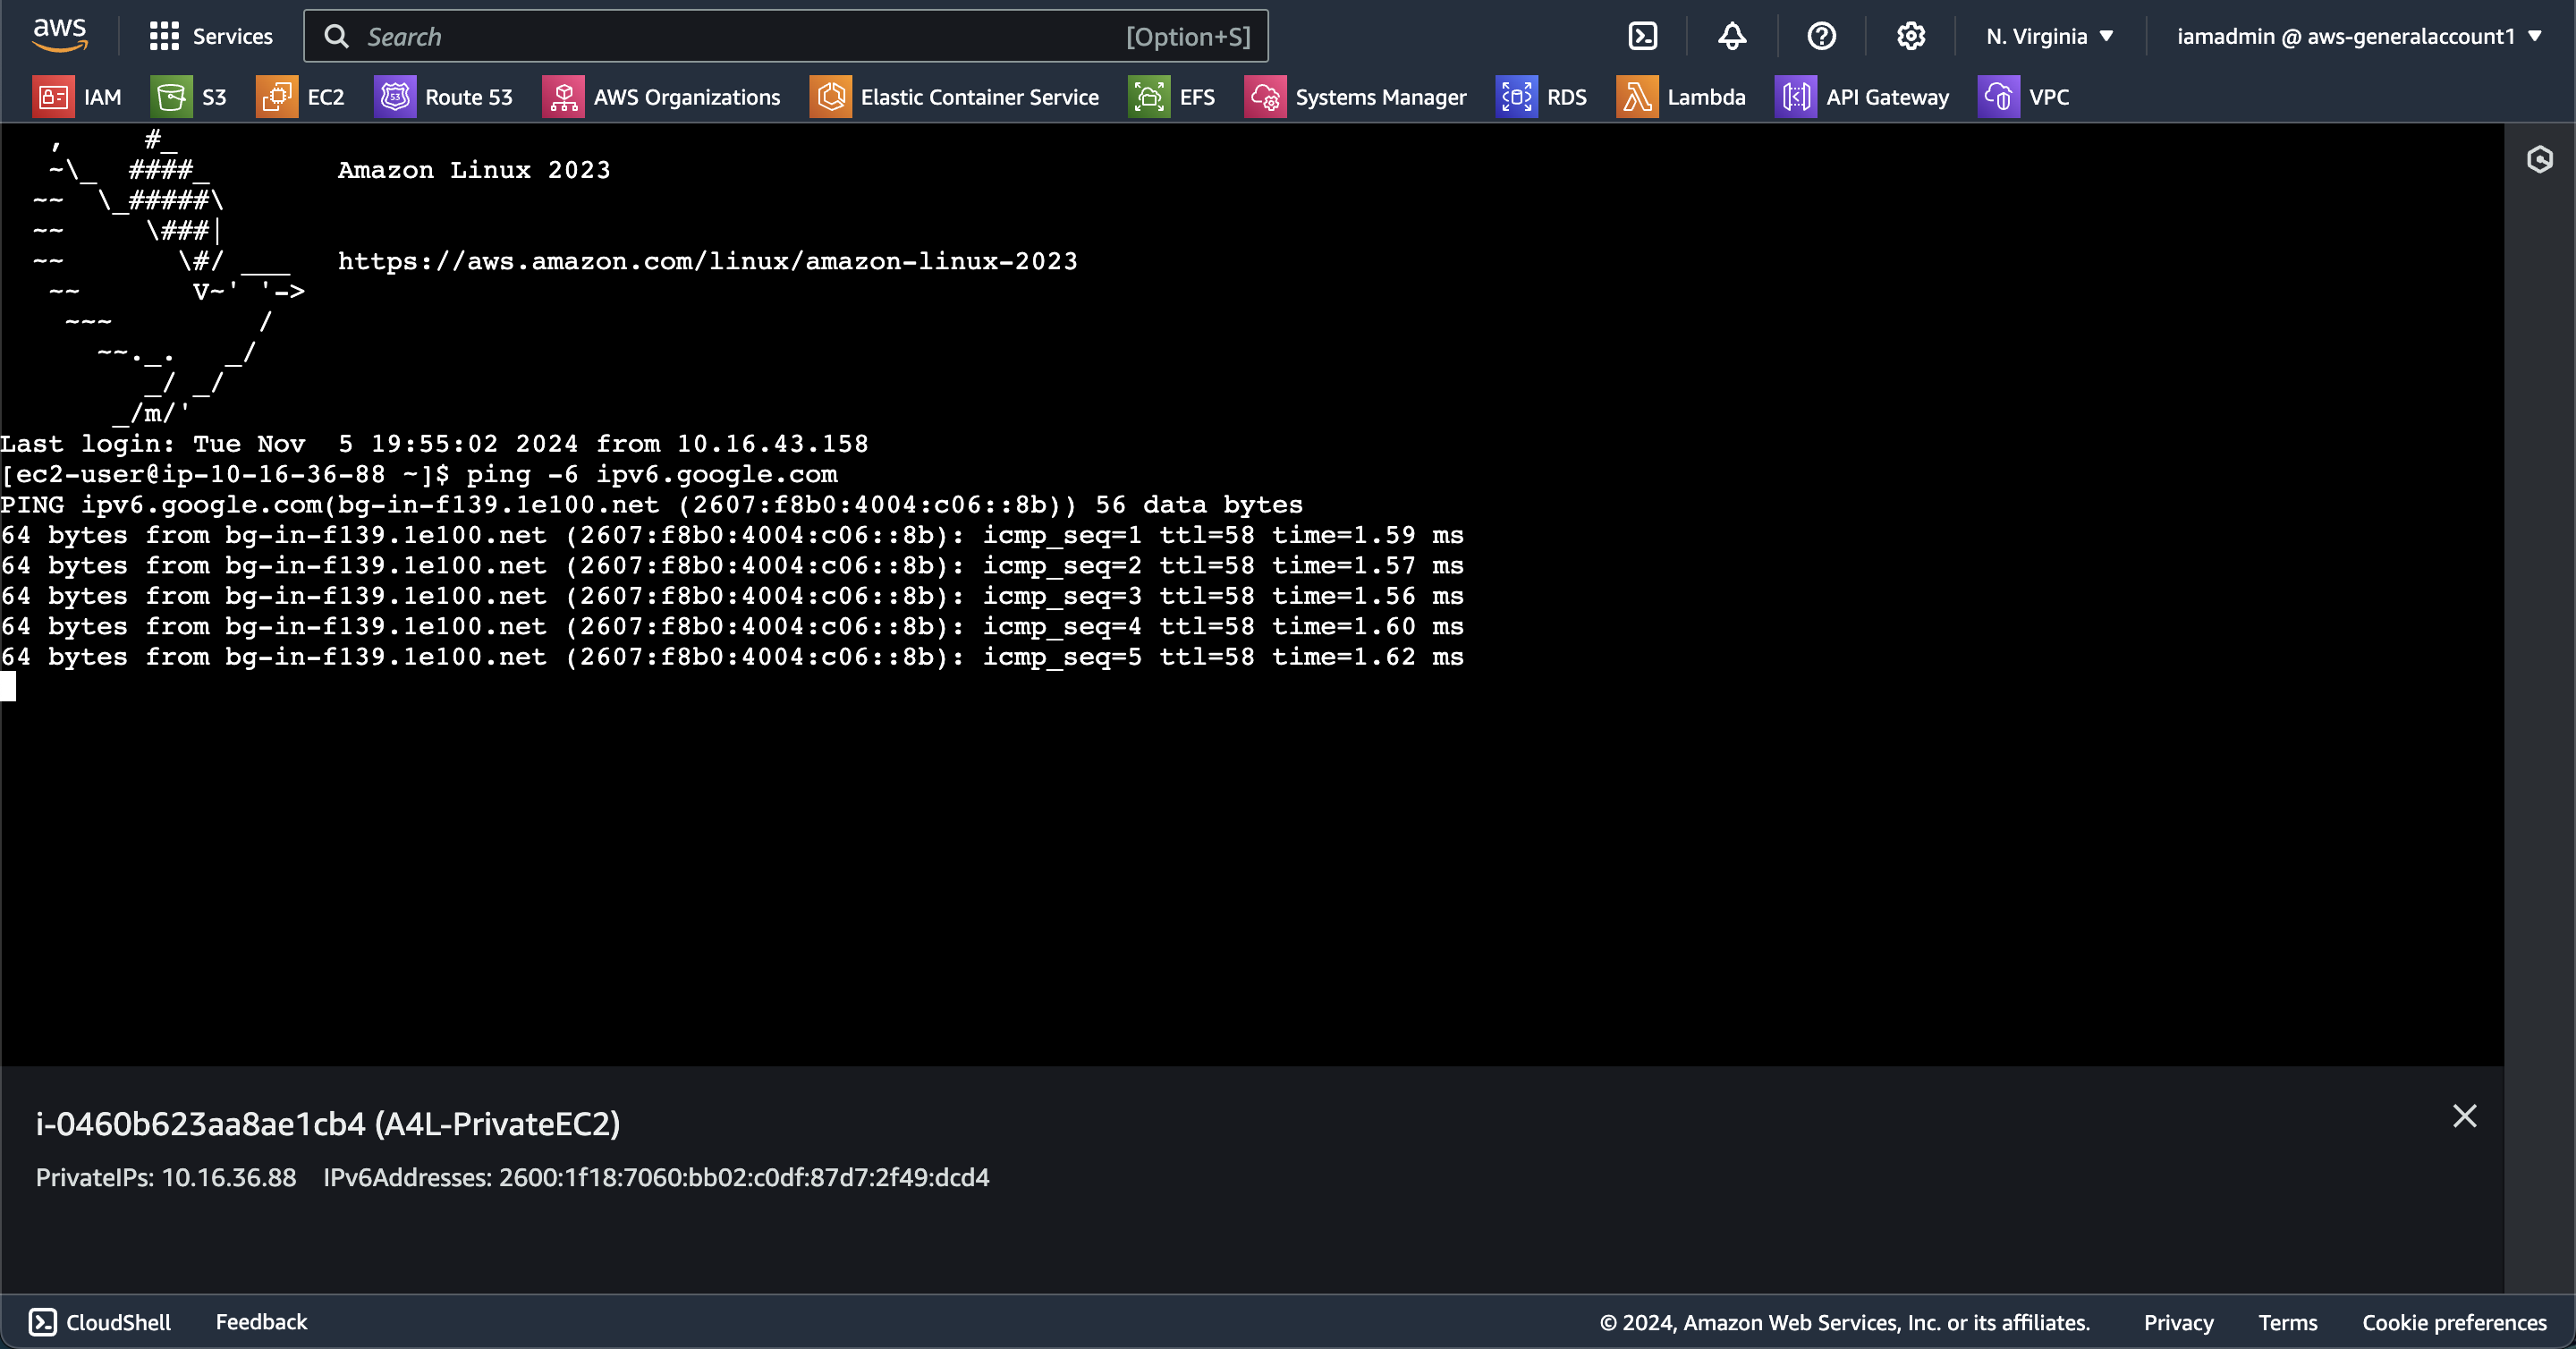 aws Services Search [Option+S] N. Virginia iamadmin @ aws-generalaccount1
IAM S3 EC2 Route 53 AWS Organizations Elastic Container Service EFS Systems Manager RDS Lambda API Gateway VPC
   ,     #_
   ~\_  ####_        Amazon Linux 2023
  ~~  \_#####\
  ~~     \###|
  ~~       \#/ ___   https://aws.amazon.com/linux/amazon-linux-2023
   ~~       V~' '->
    ~~~         /
      ~~._.   _/
         _/ _/
       _/m/'
Last login: Tue Nov  5 19:55:02 2024 from 10.16.43.158
[ec2-user@ip-10-16-36-88 ~]$ ping -6 ipv6.google.com
PING ipv6.google.com(bg-in-f139.1e100.net (2607:f8b0:4004:c06::8b)) 56 data bytes
64 bytes from bg-in-f139.1e100.net (2607:f8b0:4004:c06::8b): icmp_seq=1 ttl=58 time=1.59 ms
64 bytes from bg-in-f139.1e100.net (2607:f8b0:4004:c06::8b): icmp_seq=2 ttl=58 time=1.57 ms
64 bytes from bg-in-f139.1e100.net (2607:f8b0:4004:c06::8b): icmp_seq=3 ttl=58 time=1.56 ms
64 bytes from bg-in-f139.1e100.net (2607:f8b0:4004:c06::8b): icmp_seq=4 ttl=58 time=1.60 ms
64 bytes from bg-in-f139.1e100.net (2607:f8b0:4004:c06::8b): icmp_seq=5 ttl=58 time=1.62 ms
i-0460b623aa8ae1cb4 (A4L-PrivateEC2)
PrivateIPs: 10.16.36.88 IPv6Addresses: 2600:1f18:7060:bb02:c0df:87d7:2f49:dcd4
CloudShell Feedback © 2024, Amazon Web Services, Inc. or its affiliates. Privacy Terms Cookie preferences